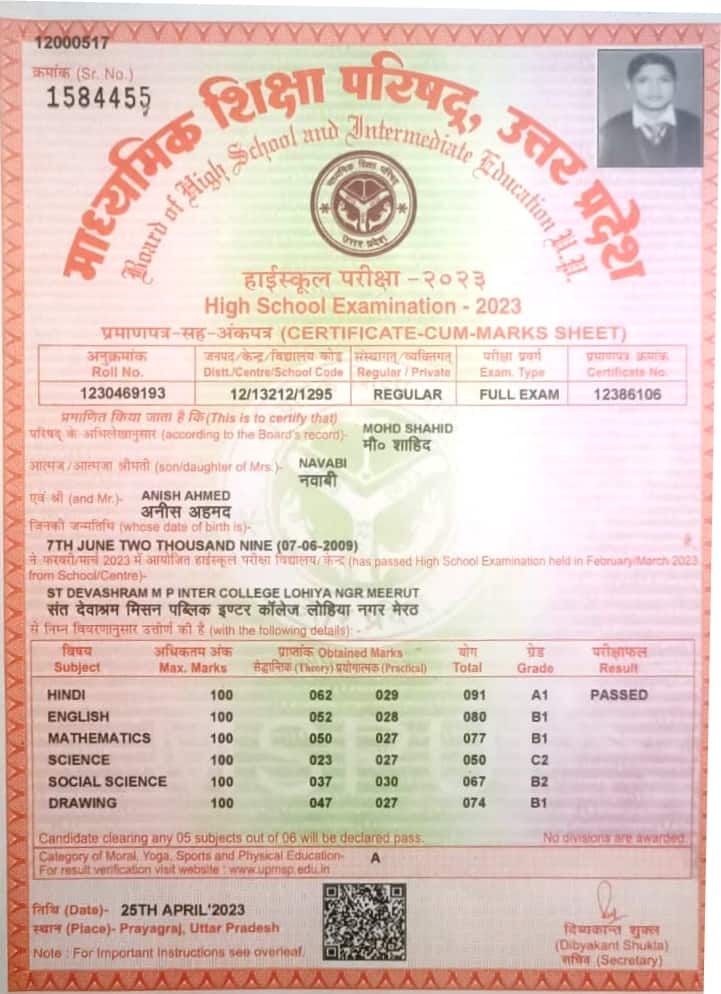 12000517
क्रमांक (Sr. No.)
1584455
माध्यमिक शिक्षा परिषद्, उत्तर प्रदेश
Board of High School and Intermediate Education U.P.
माध्यमिक शिक्षा परिषद्
उत्तर प्रदेश
हाईस्कूल परीक्षा -२०२३
High School Examination - 2023
प्रमाणपत्र-सह-अंकपत्र (CERTIFICATE-CUM-MARKS SHEET)
अनुक्रमांक जनपद/केन्द्र/विद्यालय कोड संस्थागत/व्यक्तिगत परीक्षा प्रवर्ग प्रमाणपत्र क्रमांक
Roll No. Distt./Centre/School Code Regular / Private Exam. Type Certificate No.
1230469193 12/13212/1295 REGULAR FULL EXAM 12386106
प्रमाणित किया जाता है कि (This is to certify that)
परिषद् के अभिलेखानुसार (according to the Board's record)- MOHD SHAHID
मौ० शाहिद
आत्मज/आत्मजा श्रीमती (son/daughter of Mrs.)- NAVABI
नवाबी
एवं श्री (and Mr.)- ANISH AHMED
अनीस अहमद
जिनकी जन्मतिथि (whose date of birth is)-
7TH JUNE TWO THOUSAND NINE (07-06-2009) है,
ने फरवरी/मार्च 2023 में आयोजित हाईस्कूल परीक्षा विद्यालय/केन्द्र (has passed High School Examination held in February/March 2023
from School/Centre)-
ST DEVASHRAM M P INTER COLLEGE LOHIYA NGR MEERUT
संत देवाश्रम मिसन पब्लिक इण्टर कॉलेज लोहिया नगर मेरठ
से निम्न विवरणानुसार उत्तीर्ण की है (with the following details): -
विषय अधिकतम अंक प्राप्तांक Obtained Marks योग ग्रेड परीक्षाफल
Subject Max. Marks सैद्धान्तिक (Theory) प्रयोगात्मक (Practical) Total Grade Result
HINDI 100 062 029 091 A1 PASSED
ENGLISH 100 052 028 080 B1
MATHEMATICS 100 050 027 077 B1
SCIENCE 100 023 027 050 C2
SOCIAL SCIENCE 100 037 030 067 B2
DRAWING 100 047 027 074 B1
Candidate clearing any 05 subjects out of 06 will be declared pass. No divisions are awarded.
Category of Moral, Yoga, Sports and Physical Education- A
For result verification visit website : www.upmsp.edu.in
तिथि (Date)- 25TH APRIL'2023
स्थान (Place)- Prayagraj, Uttar Pradesh
Note : For Important Instructions see overleaf.
दिव्यकान्त शुक्ल
(Dibyakant Shukla)
सचिव (Secretary)